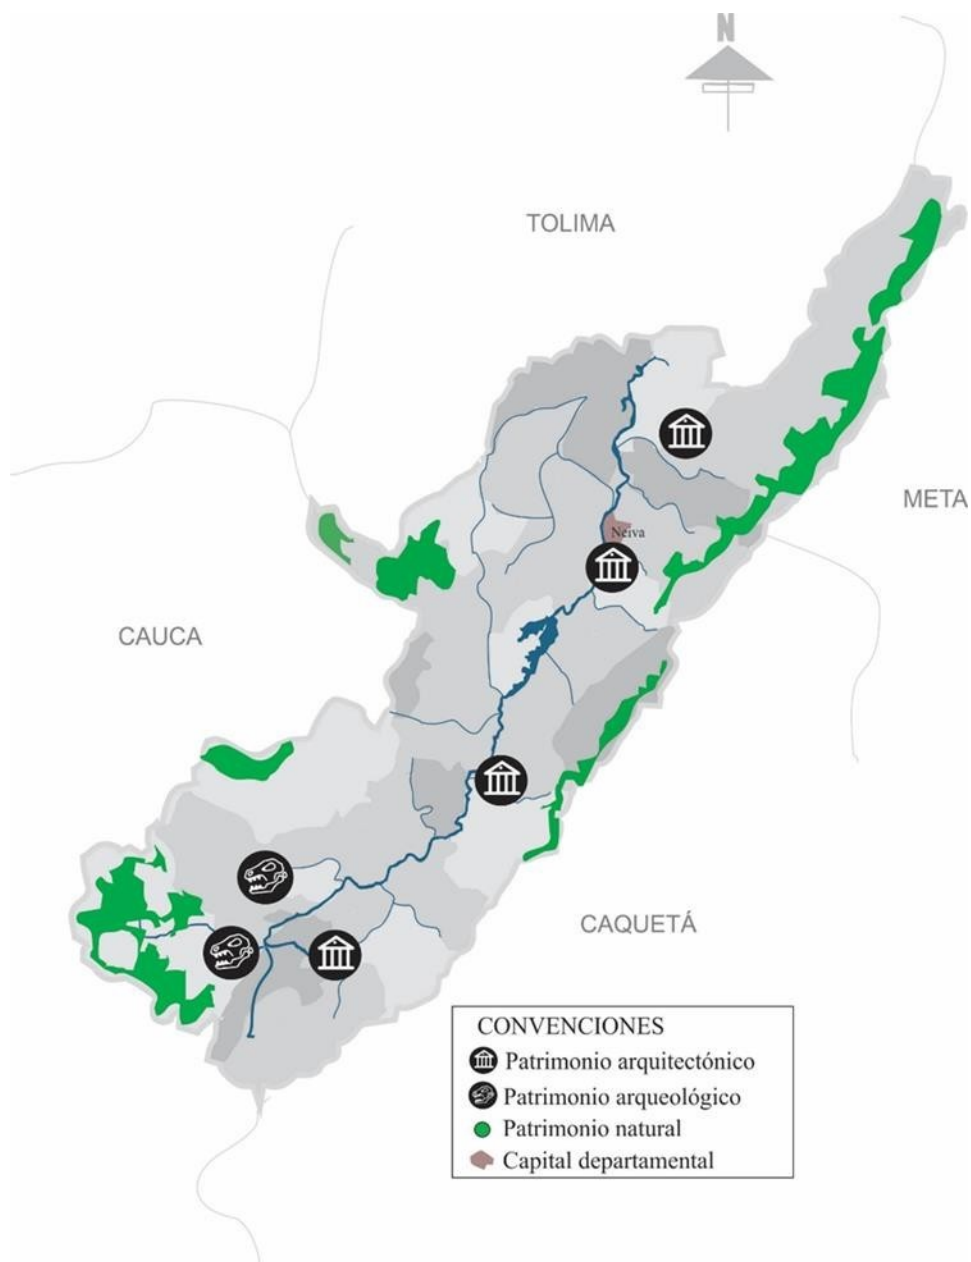 N
TOLIMA
META
Neiva
CAUCA
CAQUETÁ
CONVENCIONES
Patrimonio arquitectónico
Patrimonio arqueológico
Patrimonio natural
Capital departamental